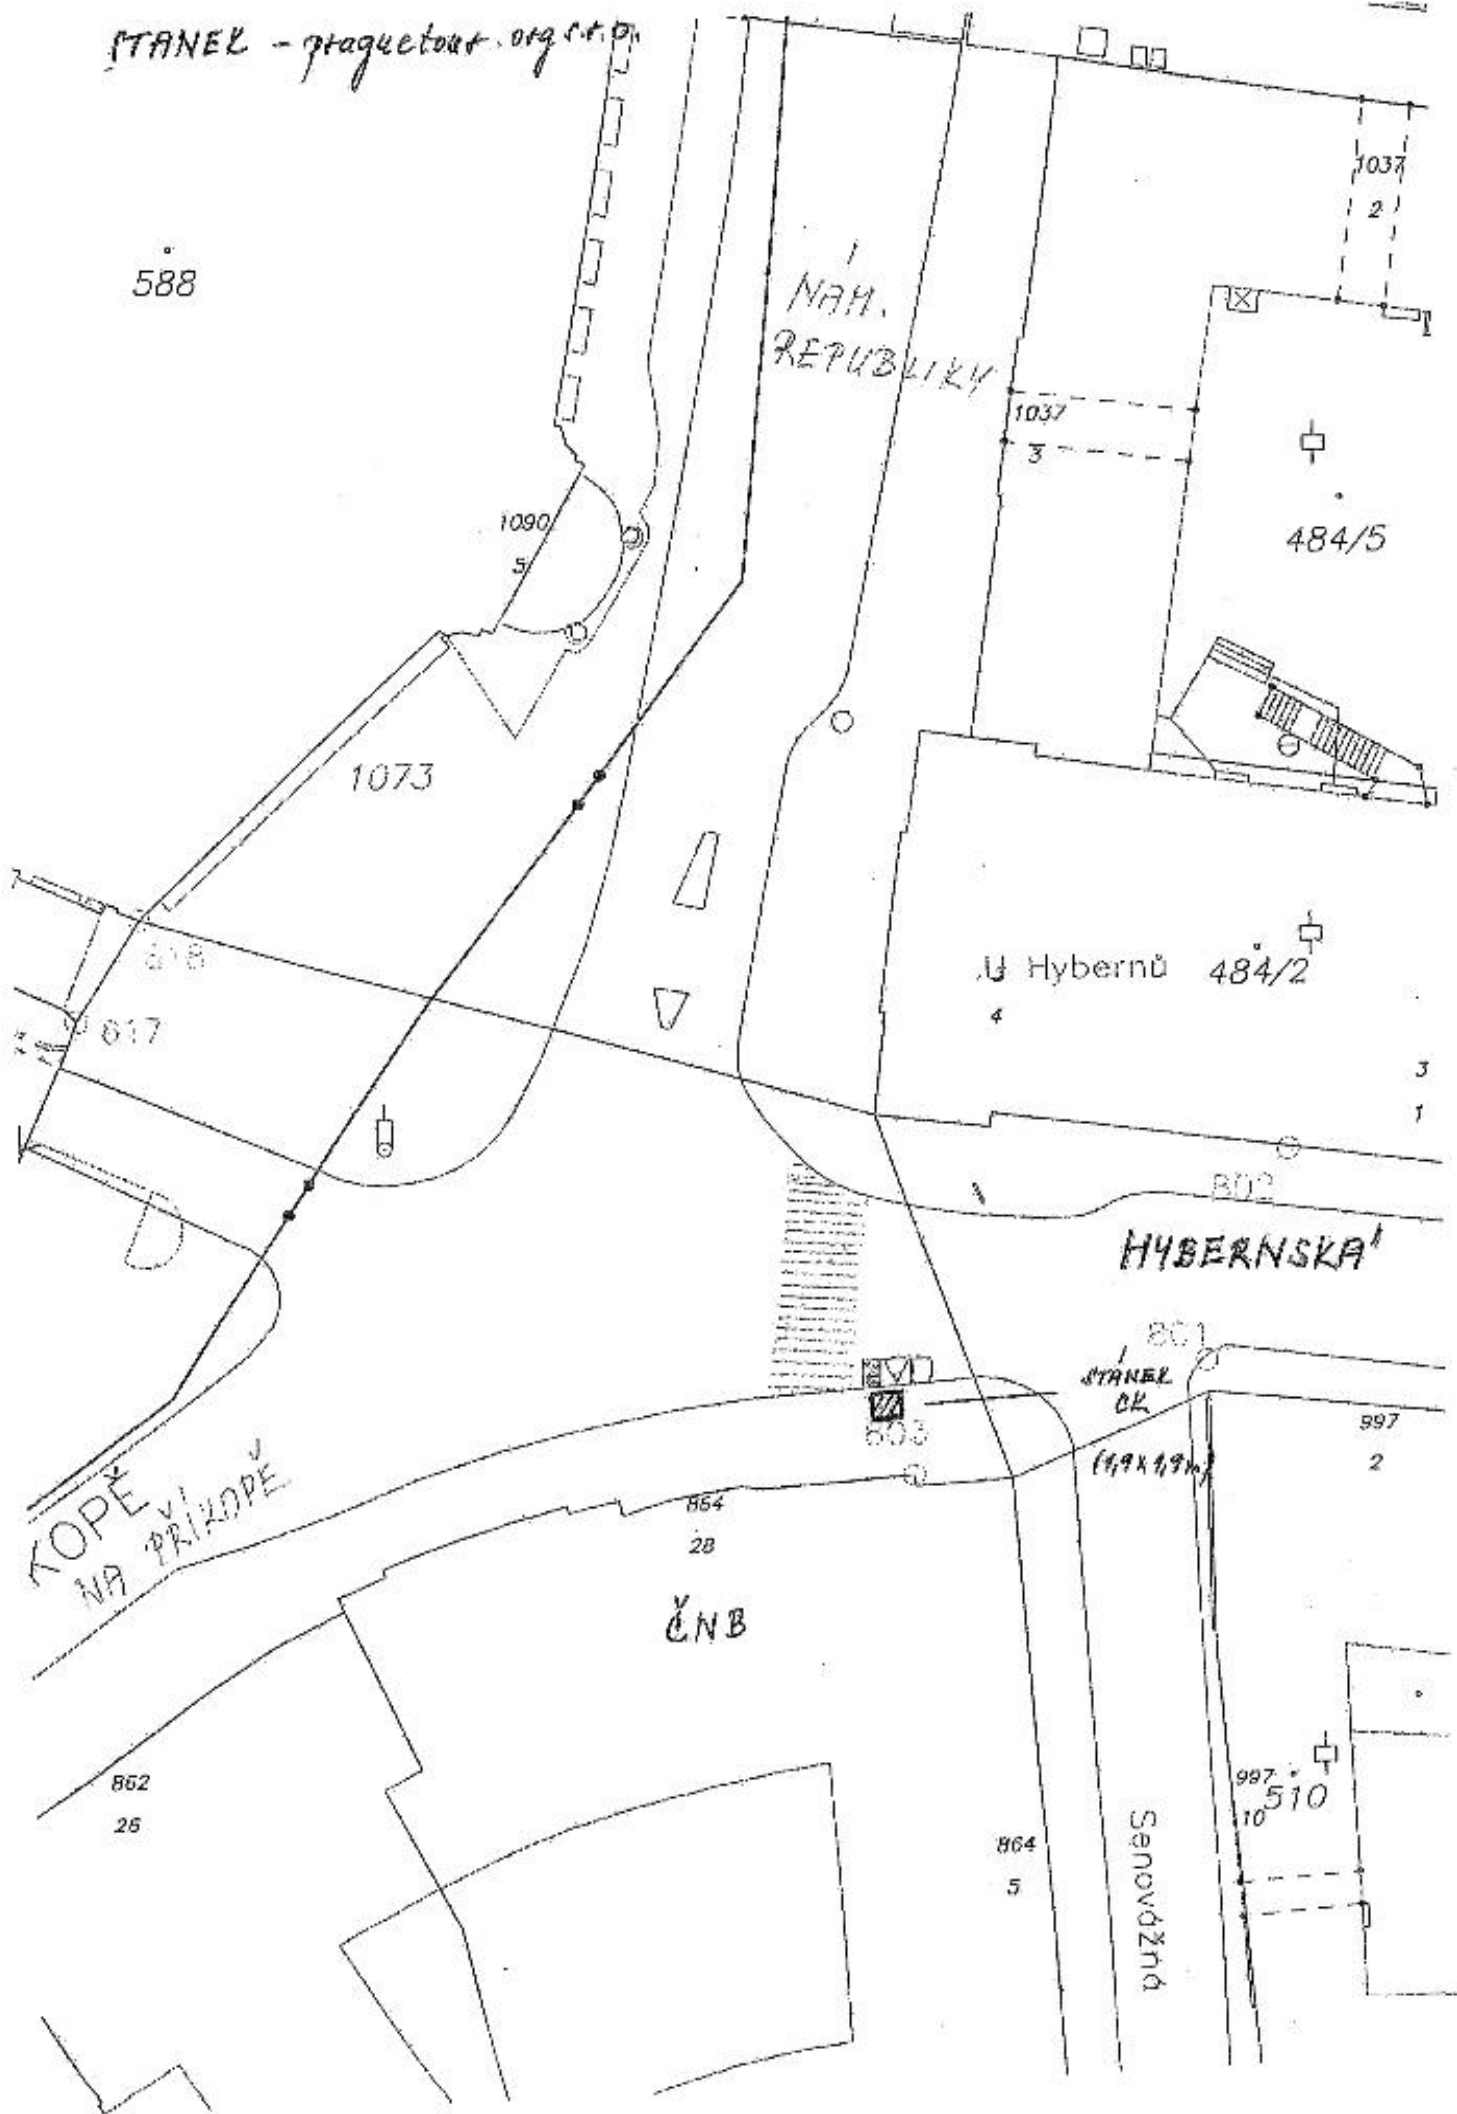 STANEK - praguetour.org s.r.o.
1037
2
588
NÁM.
REPUBLIKY
1037
3
1090
5
484/5
1073
618
U Hybernů
484/2
4
617
3
1
802
HYBERNSKÁ
801
STÁNEK
CK
(1,9 x 1,9m)
803
997
2
KOPĚ
NA PŘÍKOPĚ
864
28
ČNB
862
26
997
10
510
864
5
Senovážná